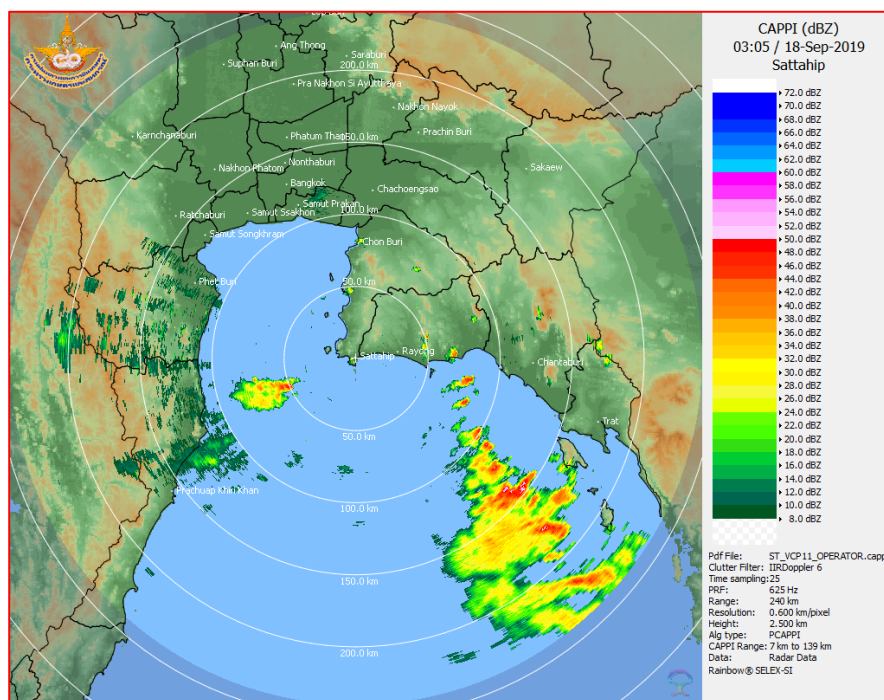 CAPPI (dBZ)
03:05 / 18-Sep-2019
Sattahip
72.0 dBZ
70.0 dBZ
68.0 dBZ
66.0 dBZ
64.0 dBZ
62.0 dBZ
60.0 dBZ
58.0 dBZ
56.0 dBZ
54.0 dBZ
52.0 dBZ
50.0 dBZ
48.0 dBZ
46.0 dBZ
44.0 dBZ
42.0 dBZ
40.0 dBZ
38.0 dBZ
36.0 dBZ
34.0 dBZ
32.0 dBZ
30.0 dBZ
28.0 dBZ
26.0 dBZ
24.0 dBZ
22.0 dBZ
20.0 dBZ
18.0 dBZ
16.0 dBZ
14.0 dBZ
12.0 dBZ
10.0 dBZ
8.0 dBZ
Pdf File: ST_VCP11_OPERATOR.capp
Clutter Filter: IIRDoppler 6
Time sampling:25
PRF: 625 Hz
Range: 240 km
Resolution: 0.600 km/pixel
Height: 2.500 km
Alg type: PCAPPI
CAPPI Range: 7 km to 139 km
Data: Radar Data
Rainbow® SELEX-SI
Ang Thong
Saraburi
Suphan Buri
200.0 km
Pra Nakhon Si Ayutthaya
Nakhon Nayok
Karnchanaburi
Phatum Thani
150.0 km
Prachin Buri
Nonthaburi
Nakhon Phatom
Sakaew
Bangkok
Chachoengsao
Samut Prakan
Ratchaburi
Samut Ssakhon
100.0 km
Samut Songkhram
Chon Buri
Phet Buri
50.0 km
Sattahip
Rayong
Chantaburi
Trat
50.0 km
Prachuap Khiri Khan
100.0 km
150.0 km
200.0 km